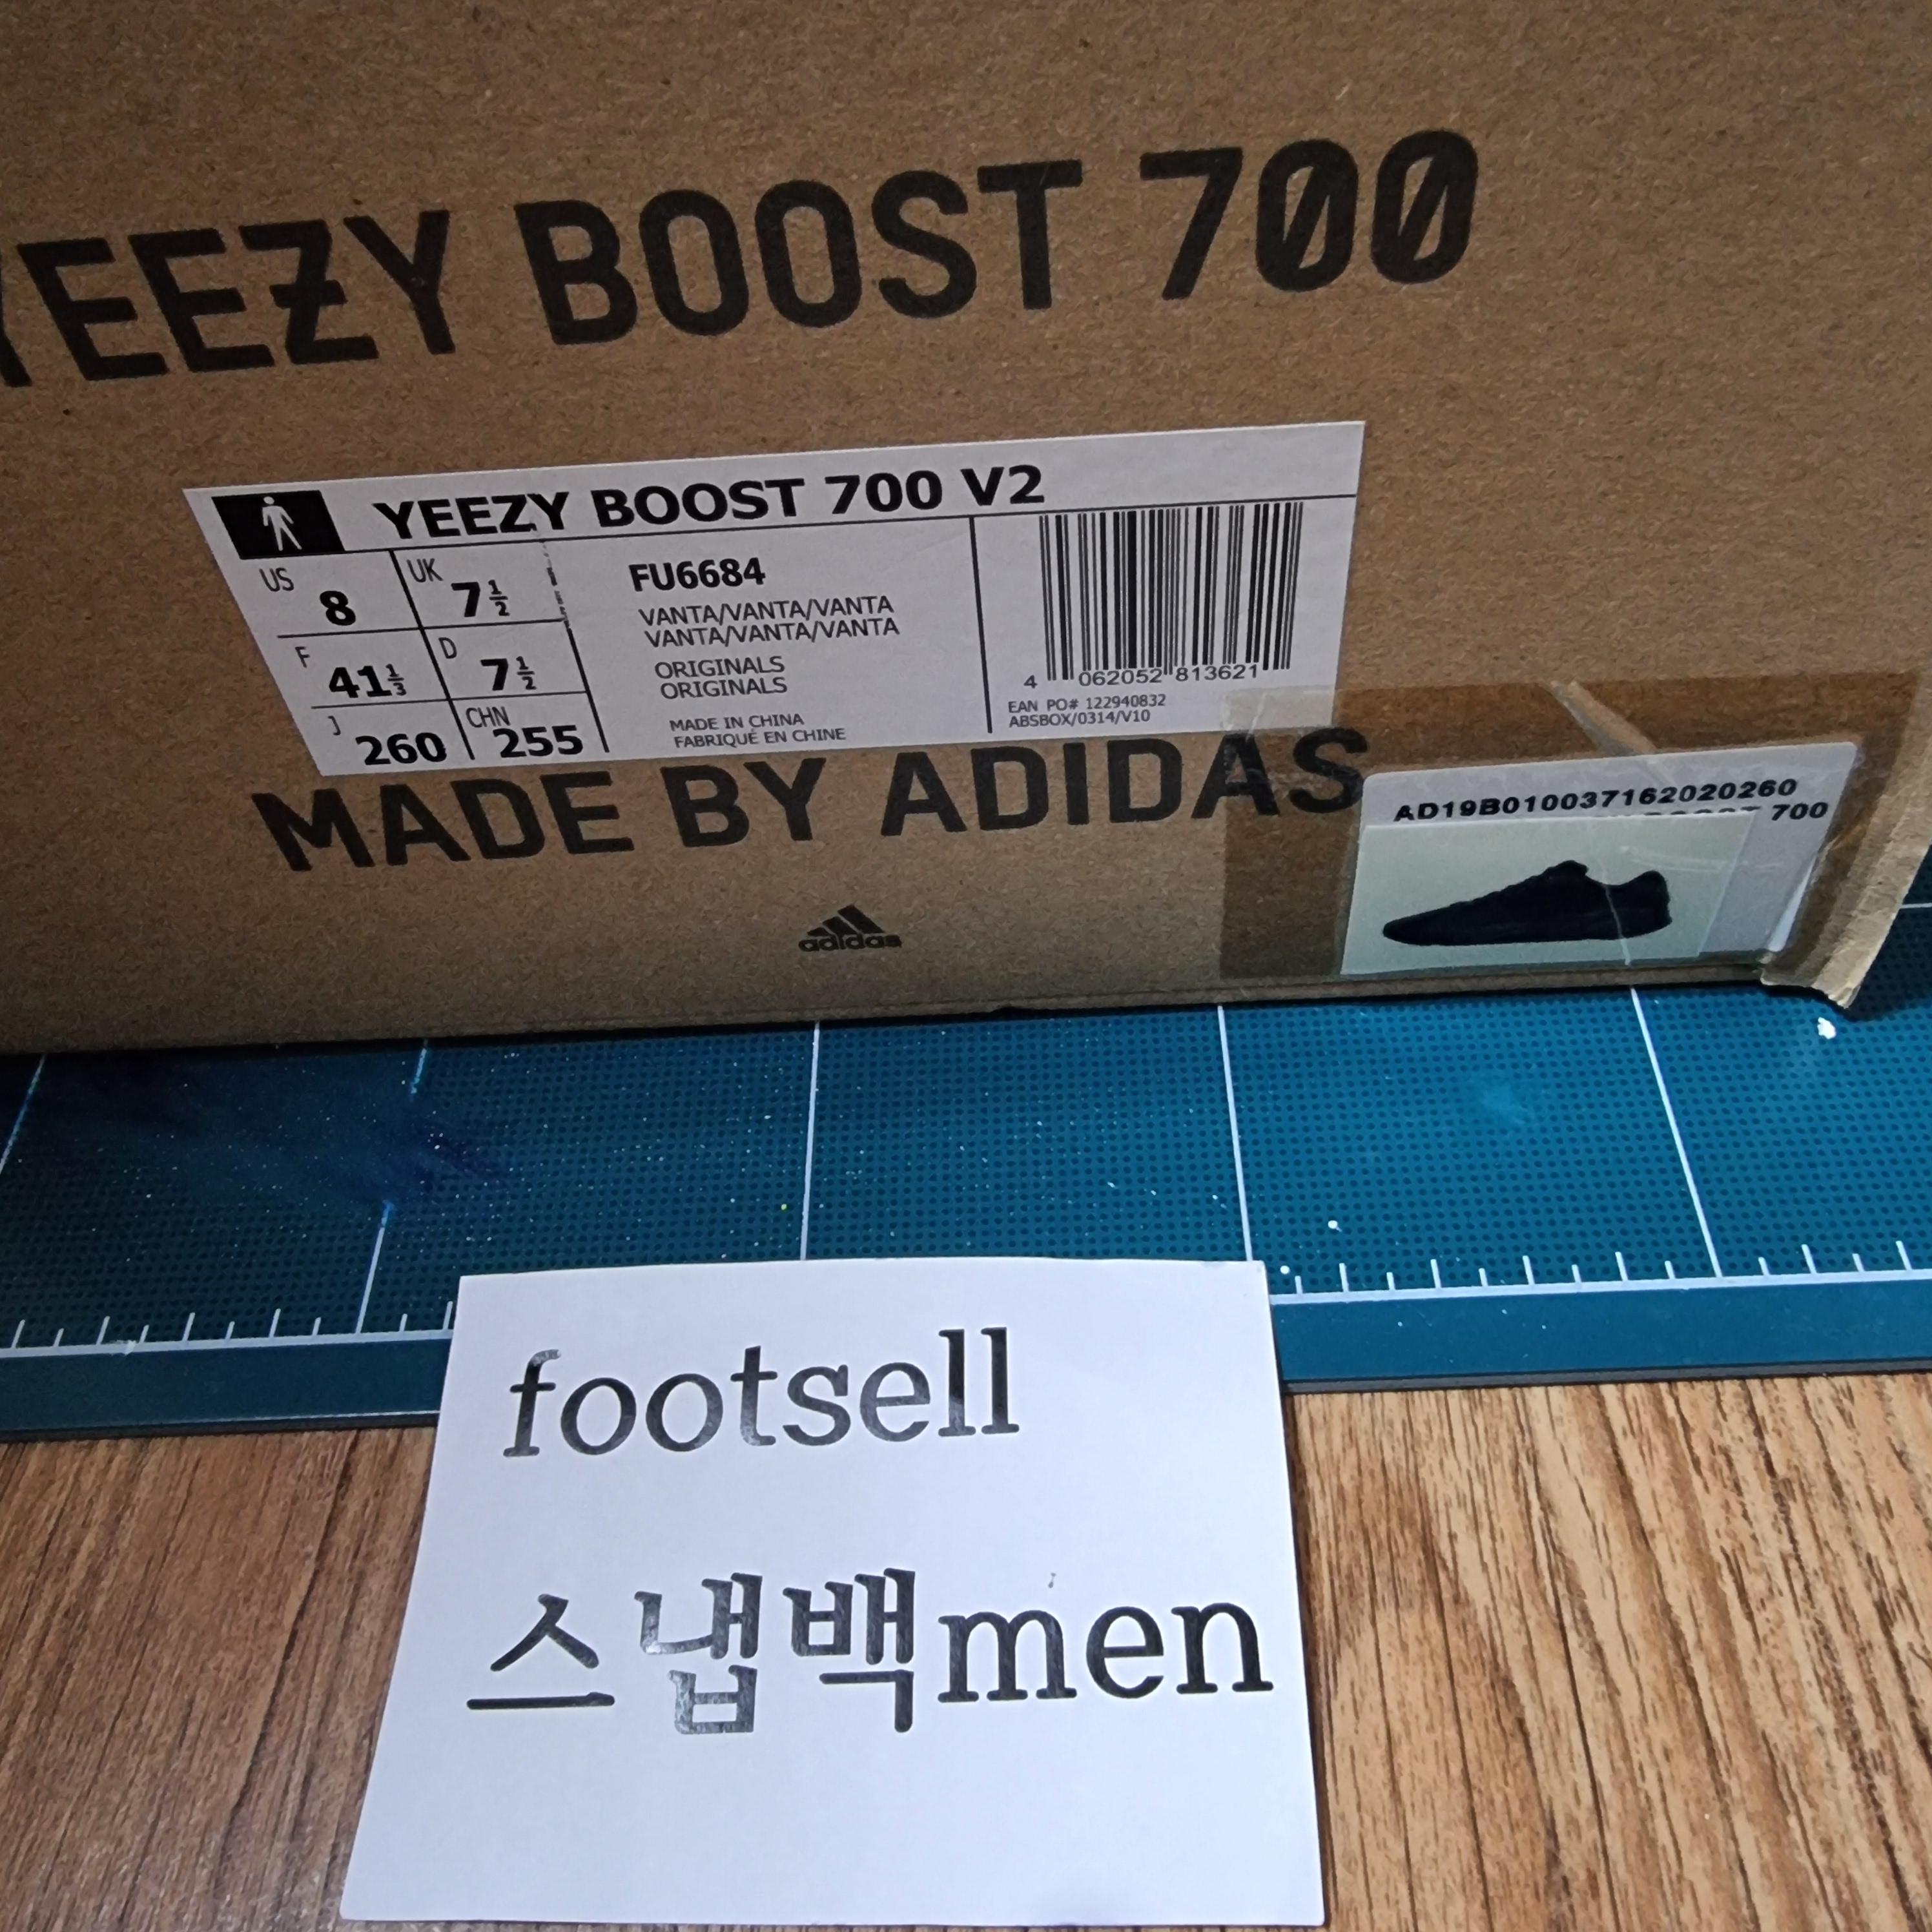 YEEZY BOOST 700
YEEZY BOOST 700 V2
US 8 UK 7½
F 41⅓ D 7½
J 260 CHN 255
FU6684
VANTA/VANTA/VANTA
VANTA/VANTA/VANTA
ORIGINALS
ORIGINALS
MADE IN CHINA
FABRIQUÉ EN CHINE
4 062052 813621
EAN PO# 122940832
ABSBOX/0314/V10
MADE BY ADIDAS
adidas
AD19B010037162020260
700
footsell
스냅백men